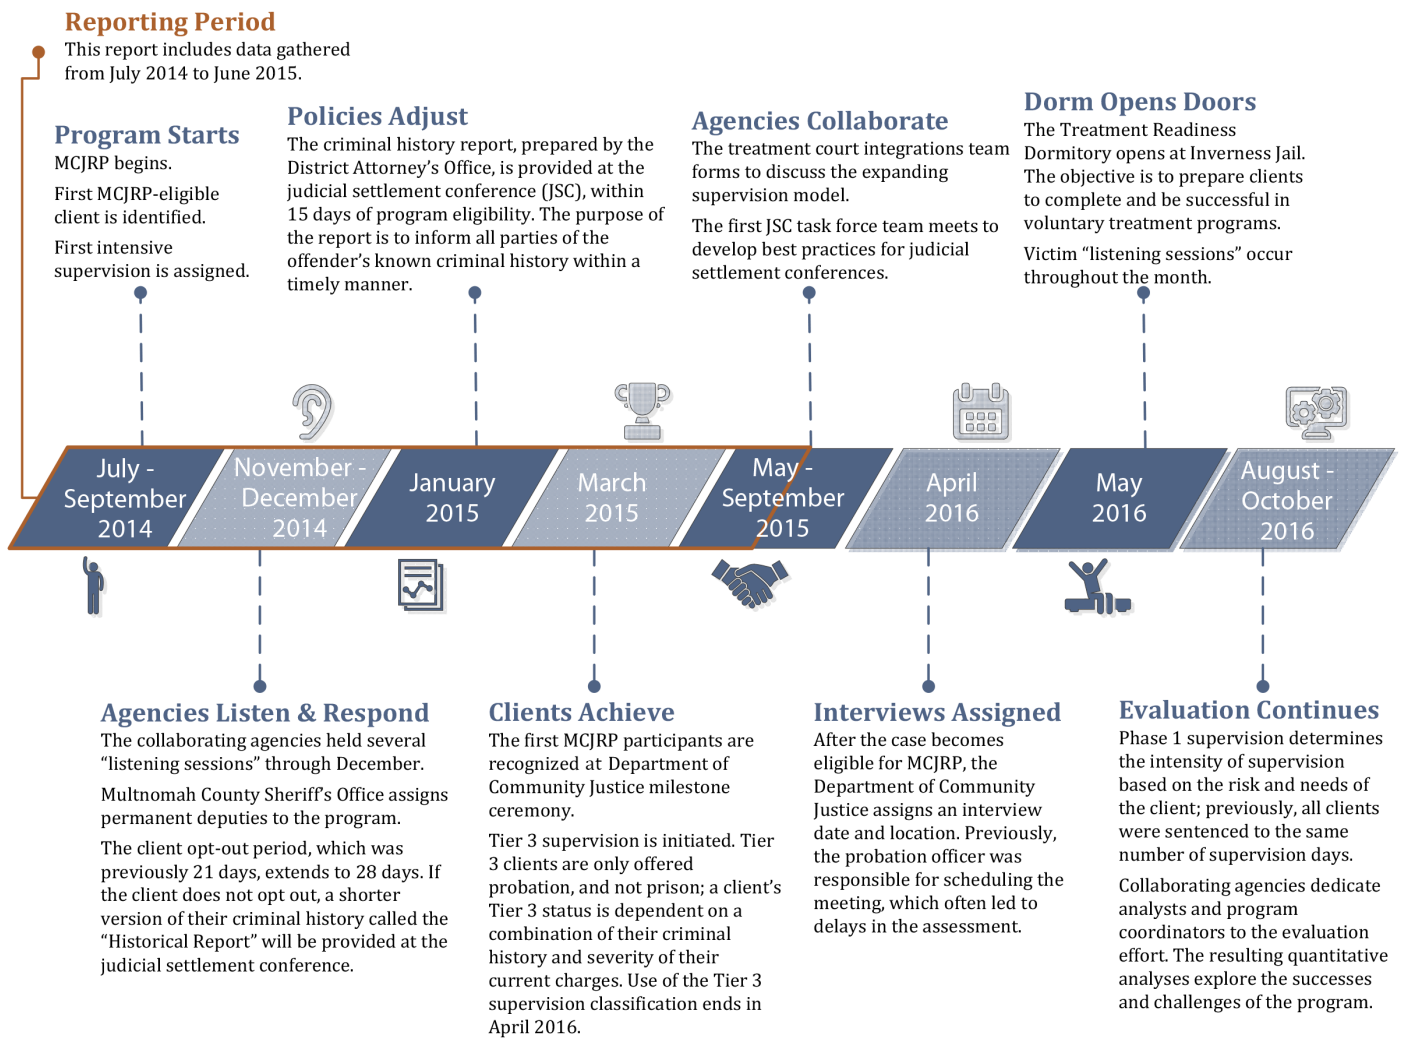 Reporting Period
This report includes data gathered
from July 2014 to June 2015.
Program Starts
MCJRP begins.
First MCJRP-eligible
client is identified.
First intensive
supervision is assigned.
Policies Adjust
The criminal history report, prepared by the
District Attorney’s Office, is provided at the
judicial settlement conference (JSC), within
15 days of program eligibility. The purpose of
the report is to inform all parties of the
offender’s known criminal history within a
timely manner.
Agencies Collaborate
The treatment court integrations team
forms to discuss the expanding
supervision model.
The first JSC task force team meets to
develop best practices for judicial
settlement conferences.
Dorm Opens Doors
The Treatment Readiness
Dormitory opens at Inverness Jail.
The objective is to prepare clients
to complete and be successful in
voluntary treatment programs.
Victim “listening sessions” occur
throughout the month.
July -
September
2014
November -
December
2014
January
2015
March
2015
May -
September
2015
April
2016
May
2016
August -
October
2016
Agencies Listen & Respond
The collaborating agencies held several
“listening sessions” through December.
Multnomah County Sheriff’s Office assigns
permanent deputies to the program.
The client opt-out period, which was
previously 21 days, extends to 28 days. If
the client does not opt out, a shorter
version of their criminal history called the
“Historical Report” will be provided at the
judicial settlement conference.
Clients Achieve
The first MCJRP participants are
recognized at Department of
Community Justice milestone
ceremony.
Tier 3 supervision is initiated. Tier
3 clients are only offered
probation, and not prison; a client’s
Tier 3 status is dependent on a
combination of their criminal
history and severity of their
current charges. Use of the Tier 3
supervision classification ends in
April 2016.
Interviews Assigned
After the case becomes
eligible for MCJRP, the
Department of Community
Justice assigns an interview
date and location. Previously,
the probation officer was
responsible for scheduling the
meeting, which often led to
delays in the assessment.
Evaluation Continues
Phase 1 supervision determines
the intensity of supervision
based on the risk and needs of
the client; previously, all clients
were sentenced to the same
number of supervision days.
Collaborating agencies dedicate
analysts and program
coordinators to the evaluation
effort. The resulting quantitative
analyses explore the successes
and challenges of the program.